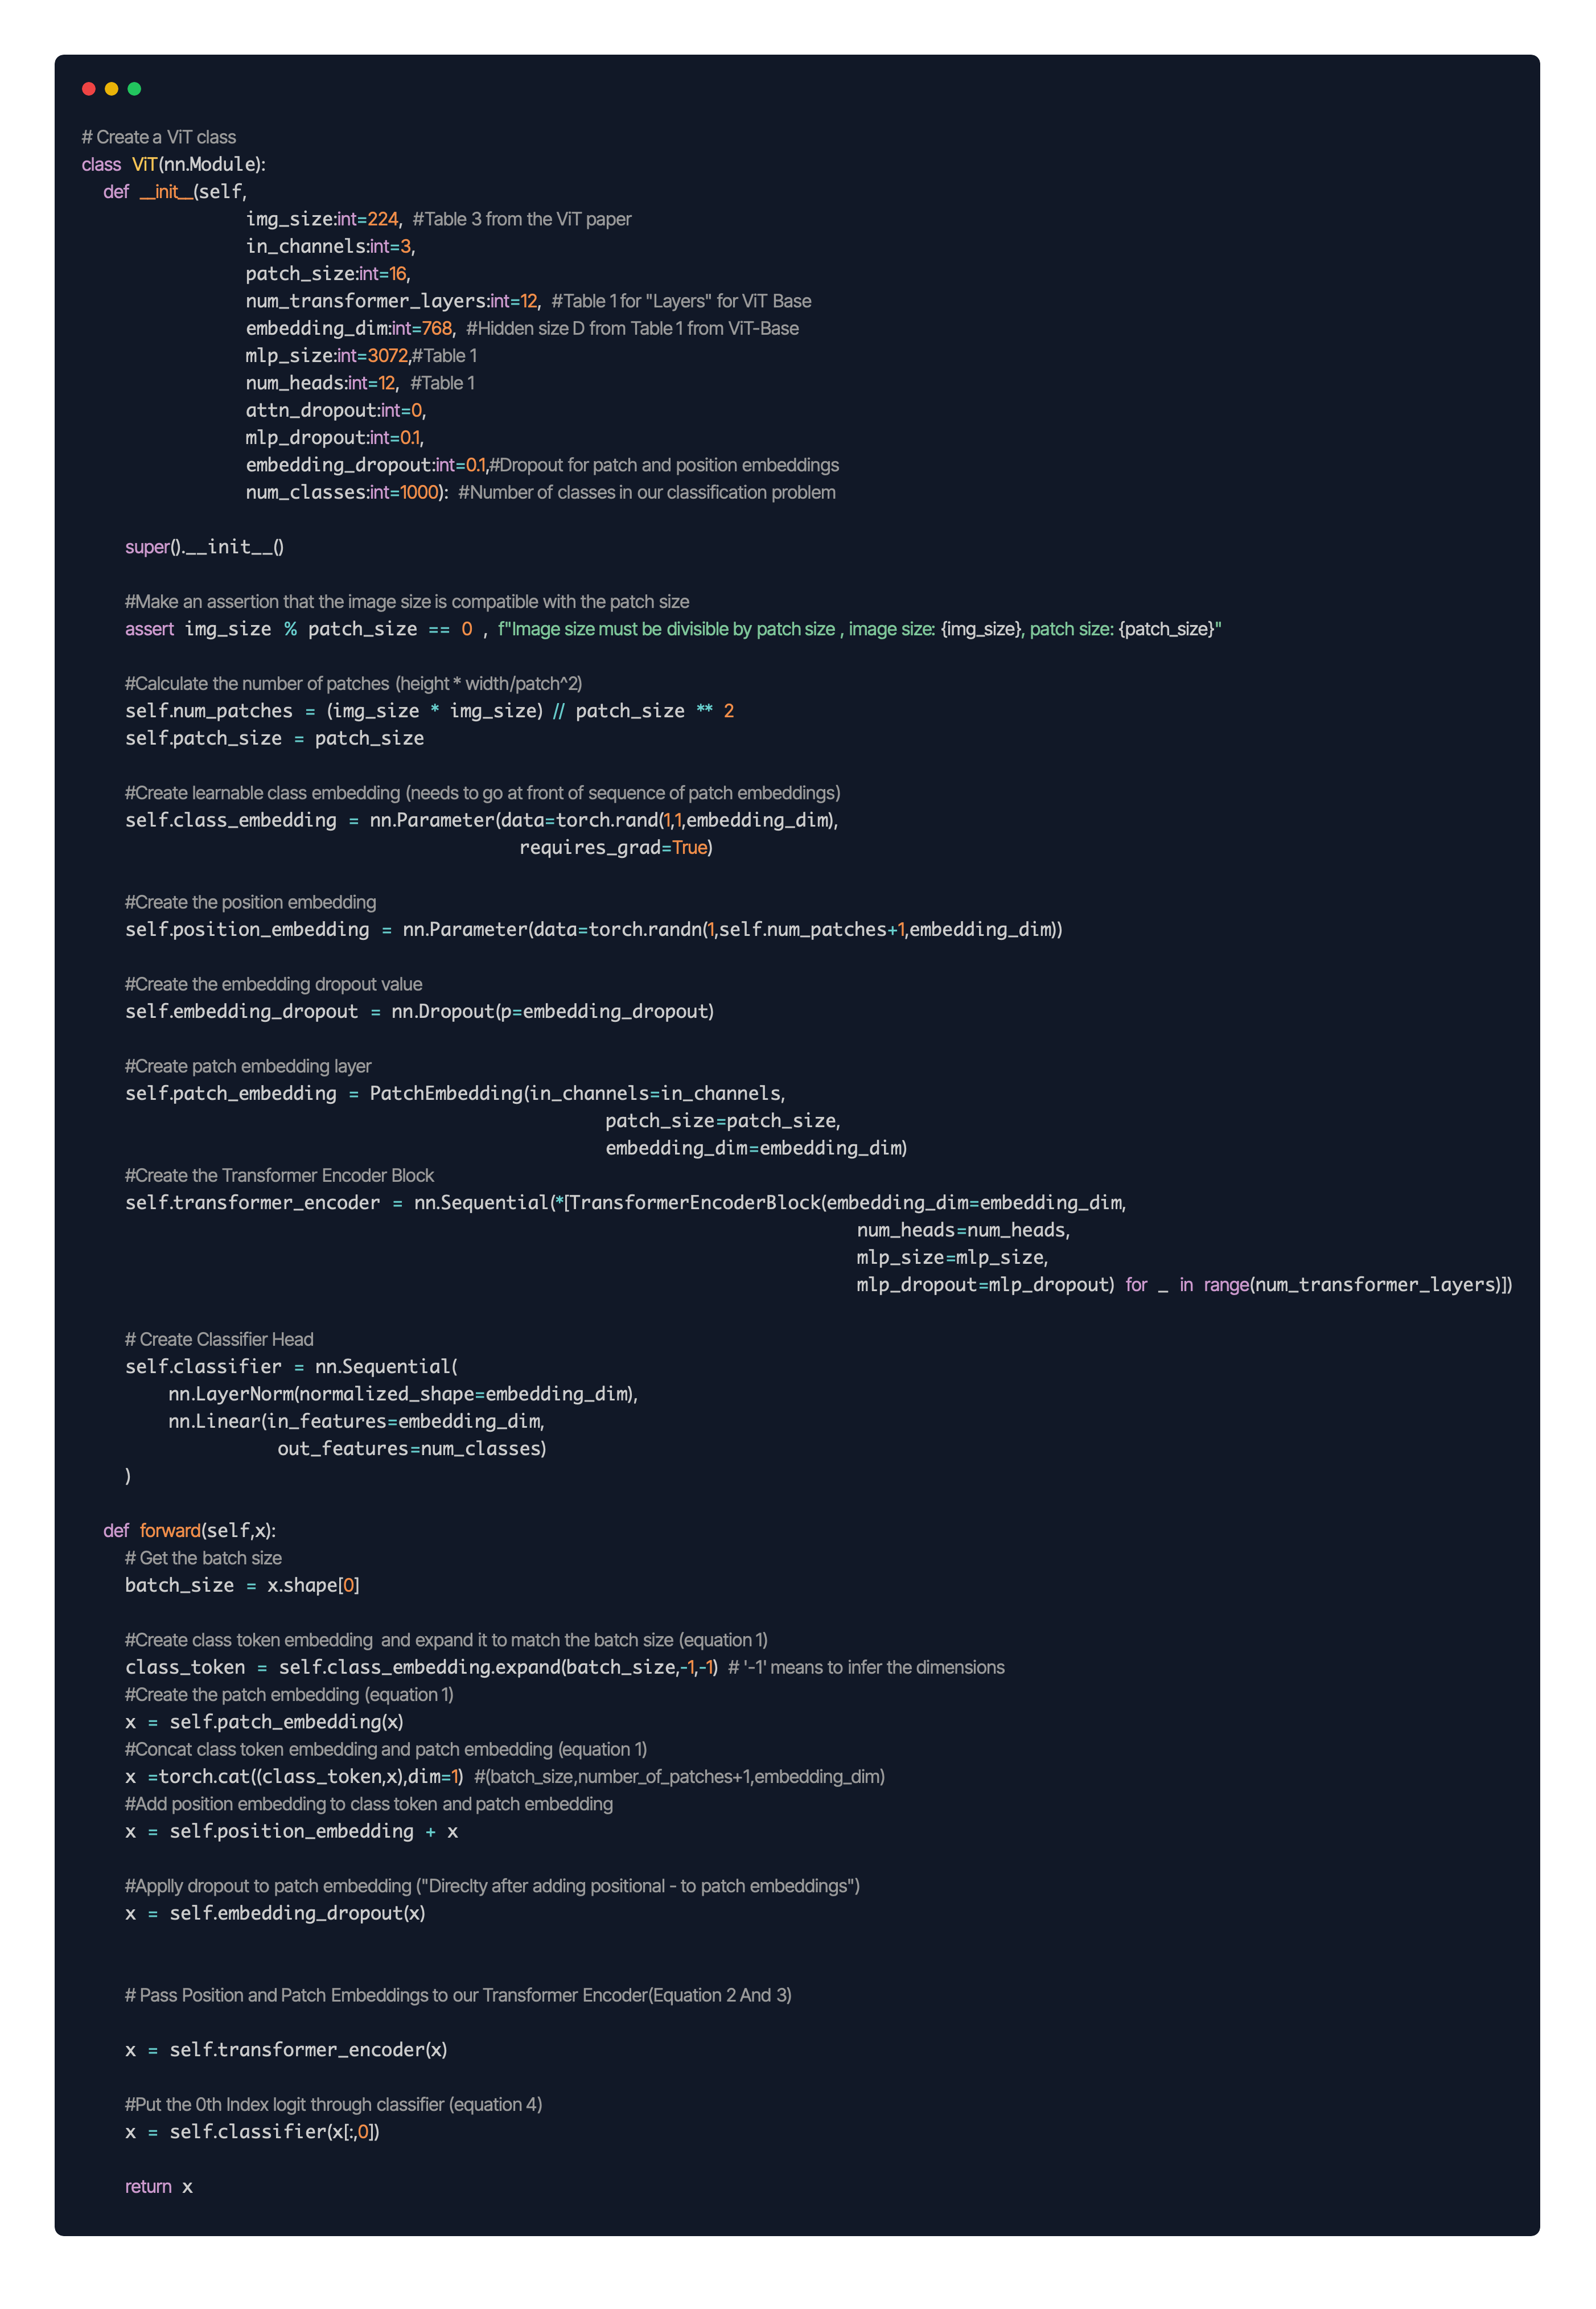 # Create a ViT class
class ViT(nn.Module):
  def __init__(self,
               img_size:int=224, #Table 3 from the ViT paper
               in_channels:int=3,
               patch_size:int=16,
               num_transformer_layers:int=12, #Table 1 for "Layers" for ViT Base
               embedding_dim:int=768, #Hidden size D from Table 1 from ViT-Base
               mlp_size:int=3072,#Table 1
               num_heads:int=12, #Table 1
               attn_dropout:int=0,
               mlp_dropout:int=0.1,
               embedding_dropout:int=0.1,#Dropout for patch and position embeddings
               num_classes:int=1000): #Number of classes in our classification problem

    super().__init__()

    #Make an assertion that the image size is compatible with the patch size
    assert img_size % patch_size == 0 , f"Image size must be divisible by patch size , image size: {img_size}, patch size: {patch_size}"

    #Calculate the number of patches (height * width/patch^2)
    self.num_patches = (img_size * img_size) // patch_size ** 2
    self.patch_size = patch_size

    #Create learnable class embedding (needs to go at front of sequence of patch embeddings)
    self.class_embedding = nn.Parameter(data=torch.rand(1,1,embedding_dim),
                                        requires_grad=True)

    #Create the position embedding
    self.position_embedding = nn.Parameter(data=torch.randn(1,self.num_patches+1,embedding_dim))

    #Create the embedding dropout value
    self.embedding_dropout = nn.Dropout(p=embedding_dropout)

    #Create patch embedding layer
    self.patch_embedding = PatchEmbedding(in_channels=in_channels,
                                          patch_size=patch_size,
                                          embedding_dim=embedding_dim)
    #Create the Transformer Encoder Block
    self.transformer_encoder = nn.Sequential(*[TransformerEncoderBlock(embedding_dim=embedding_dim,
                                                                       num_heads=num_heads,
                                                                       mlp_size=mlp_size,
                                                                       mlp_dropout=mlp_dropout) for _ in range(num_transformer_layers)])

    # Create Classifier Head
    self.classifier = nn.Sequential(
        nn.LayerNorm(normalized_shape=embedding_dim),
        nn.Linear(in_features=embedding_dim,
                  out_features=num_classes)
    )

  def forward(self,x):
    # Get the batch size
    batch_size = x.shape[0]

    #Create class token embedding  and expand it to match the batch size (equation 1)
    class_token = self.class_embedding.expand(batch_size,-1,-1) # '-1' means to infer the dimensions
    #Create the patch embedding (equation 1)
    x = self.patch_embedding(x)
    #Concat class token embedding and patch embedding (equation 1)
    x =torch.cat((class_token,x),dim=1) #(batch_size,number_of_patches+1,embedding_dim)
    #Add position embedding to class token and patch embedding
    x = self.position_embedding + x

    #Applly dropout to patch embedding ("Direclty after adding positional - to patch embeddings")
    x = self.embedding_dropout(x)


    # Pass Position and Patch Embeddings to our Transformer Encoder(Equation 2 And 3)

    x = self.transformer_encoder(x)

    #Put the 0th Index logit through classifier (equation 4)
    x = self.classifier(x[:,0])

    return x